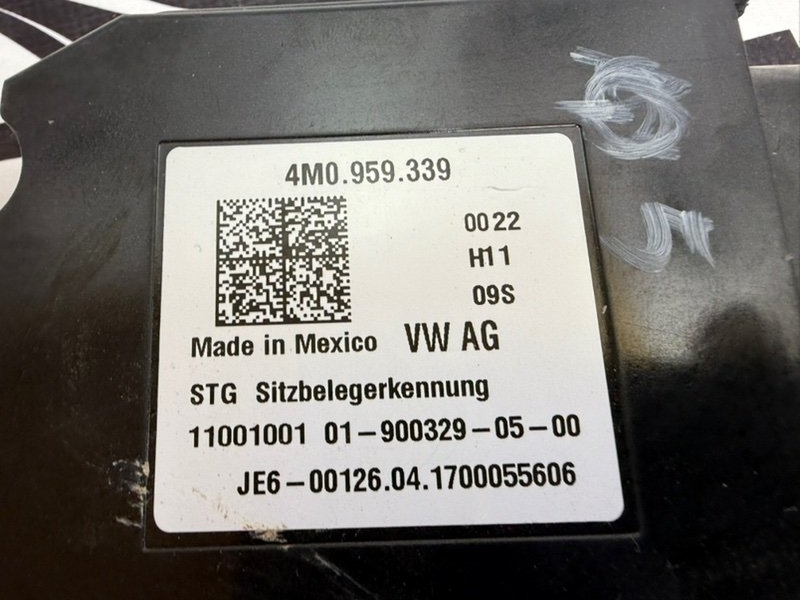 4M0.959.339
0022
H11
09S
Made in Mexico VW AG
STG Sitzbelegerkennung
11001001 01-900329-05-00
JE6-00126.04.1700055606